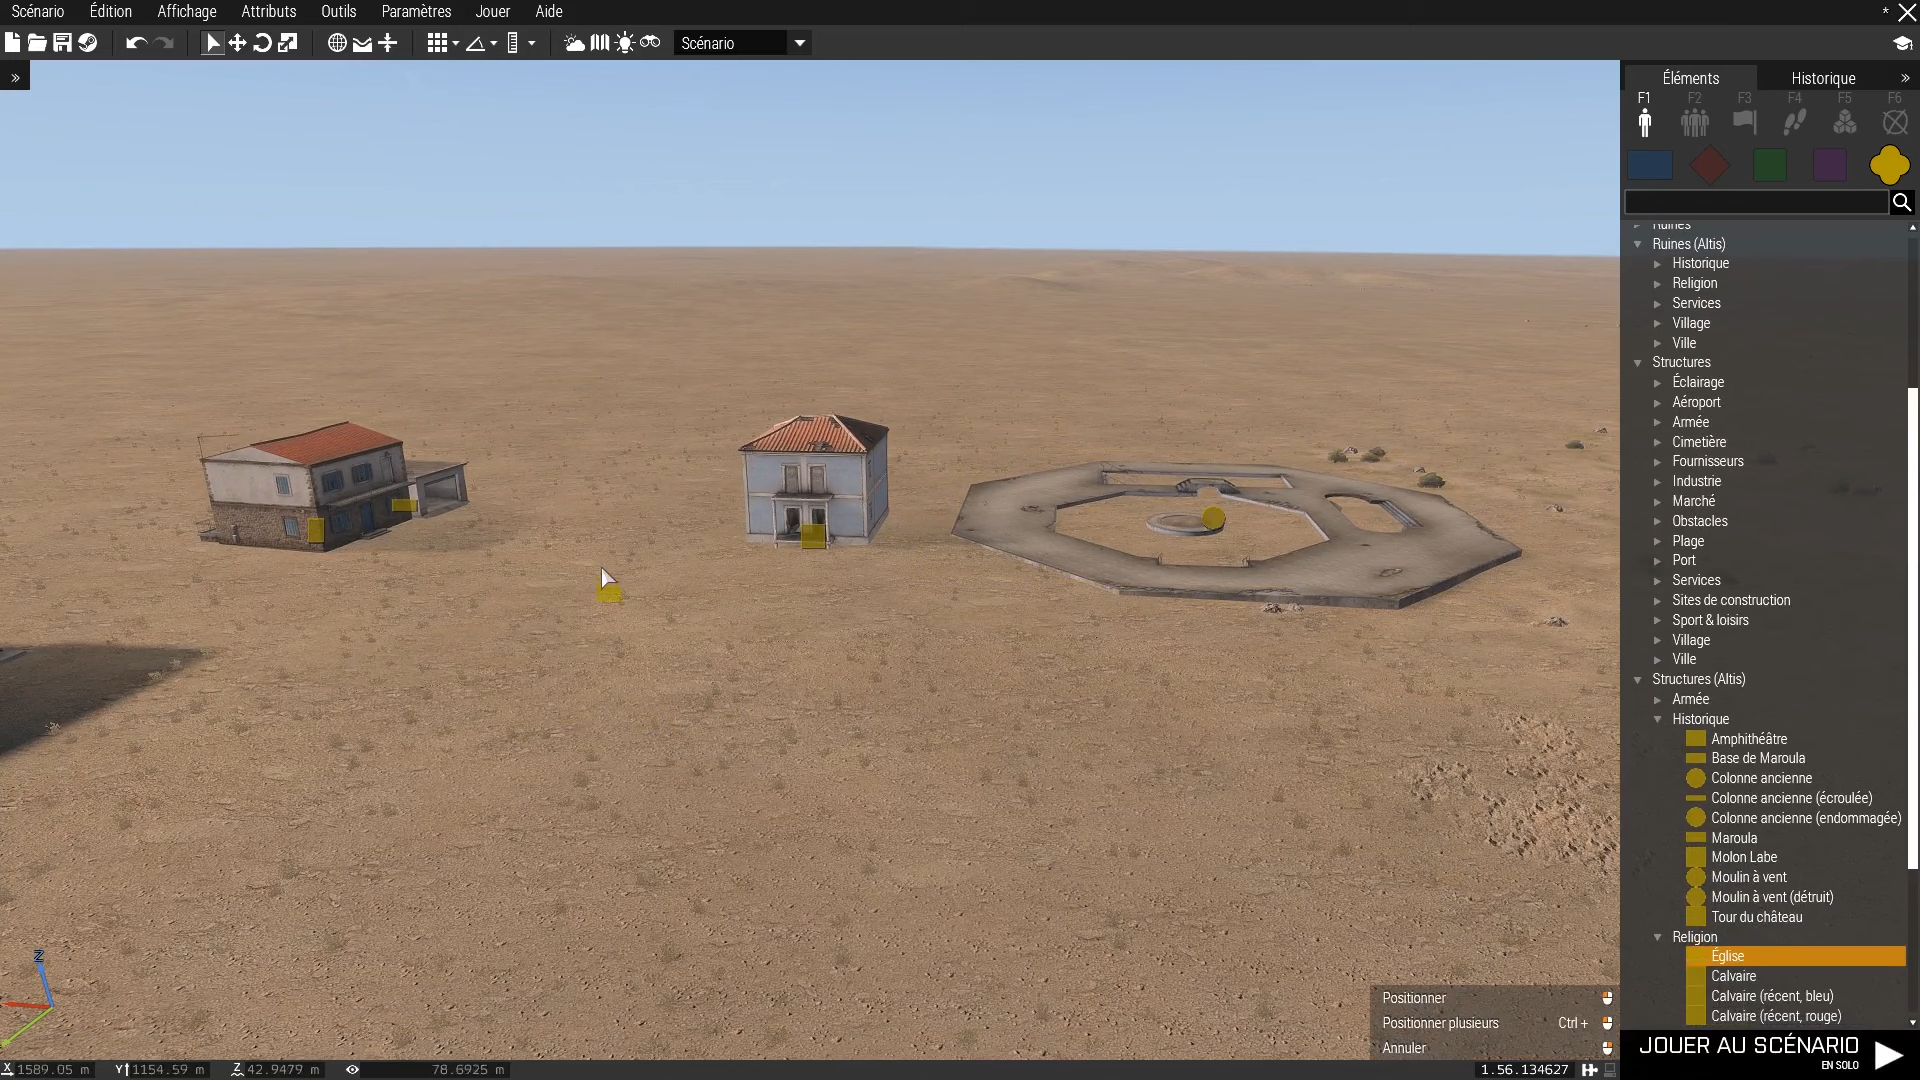 Scénario Édition Affichage Attributs Outils Paramètres Jouer Aide *
Scénario
Éléments Historique
F1 F2 F3 F4 F5 F6
Ruines
Ruines (Altis)
Historique
Religion
Services
Village
Ville
Structures
Éclairage
Aéroport
Armée
Cimetière
Fournisseurs
Industrie
Marché
Obstacles
Plage
Port
Services
Sites de construction
Sport & loisirs
Village
Ville
Structures (Altis)
Armée
Historique
Amphithéâtre
Base de Maroula
Colonne ancienne
Colonne ancienne (écroulée)
Colonne ancienne (endommagée)
Maroula
Molon Labe
Moulin à vent
Moulin à vent (détruit)
Tour du château
Religion
Église
Calvaire
Calvaire (récent, bleu)
Calvaire (récent, rouge)
Z
Positionner
Positionner plusieurs Ctrl +
Annuler
JOUER AU SCÉNARIO
EN SOLO
X 1589.05 m Y 1154.59 m Z 42.9479 m 78.6925 m 1.56.134627